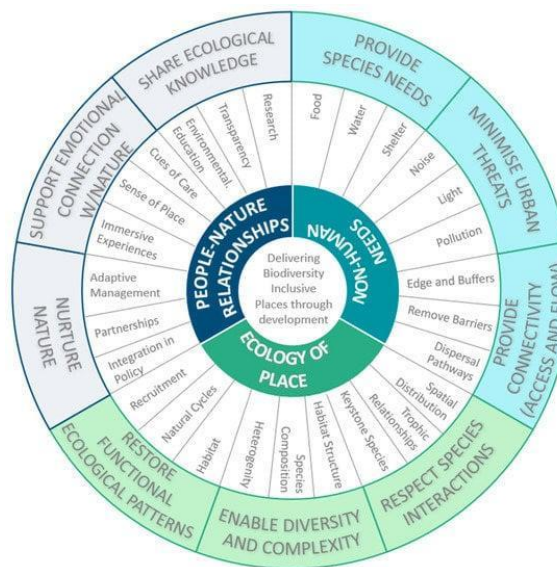 SHARE ECOLOGICAL
KNOWLEDGE
PROVIDE
SPECIES NEEDS
MINIMISE URBAN
THREATS
PROVIDE
CONNECTIVITY
(ACCESS AND FLOW)
RESPECT SPECIES
INTERACTIONS
ENABLE DIVERSITY
AND COMPLEXITY
RESTORE
FUNCTIONAL
ECOLOGICAL PATTERNS
NURTURE
NATURE
SUPPORT EMOTIONAL
CONNECTION
W/NATURE
Food
Water
Shelter
Noise
Light
Pollution
Edge and Buffers
Remove Barriers
Dispersal
Pathways
Spatial
Distribution
Trophic
Relationships
Keystone Species
Habitat Structure
Species
Composition
Heterogenity
Habitat
Natural Cycles
Recruitment
Integration in
Policy
Partnerships
Adaptive
Management
Immersive
Experiences
Sense of Place
Cues of Care
Environmental.
Education
Transparency
Research
PEOPLE-NATURE
RELATIONSHIPS
NON-HUMAN
NEEDS
ECOLOGY OF
PLACE
Delivering
Biodiversity
Inclusive
Places through
development